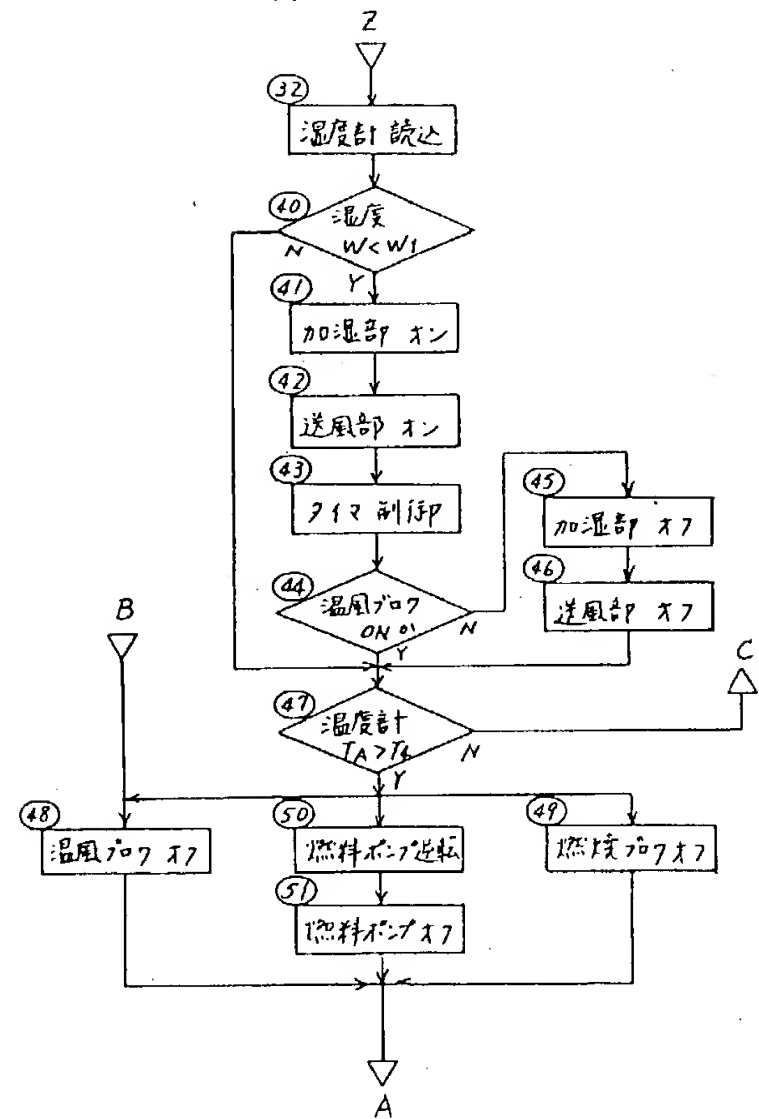 Z
32
湿度計 読込
40
湿度
W<W1
N
Y
41
加湿部 オン
42
送風部 オン
43
タイマ 制御
45
加湿部 オフ
44
温風ブロワ
ONか
N
Y
46
送風部 オフ
B
C
47
温度計
N
Y
48
温風ブロワ オフ
50
燃料ポンプ逆転
49
燃焼ブロワオフ
51
燃料ポンプオフ
A